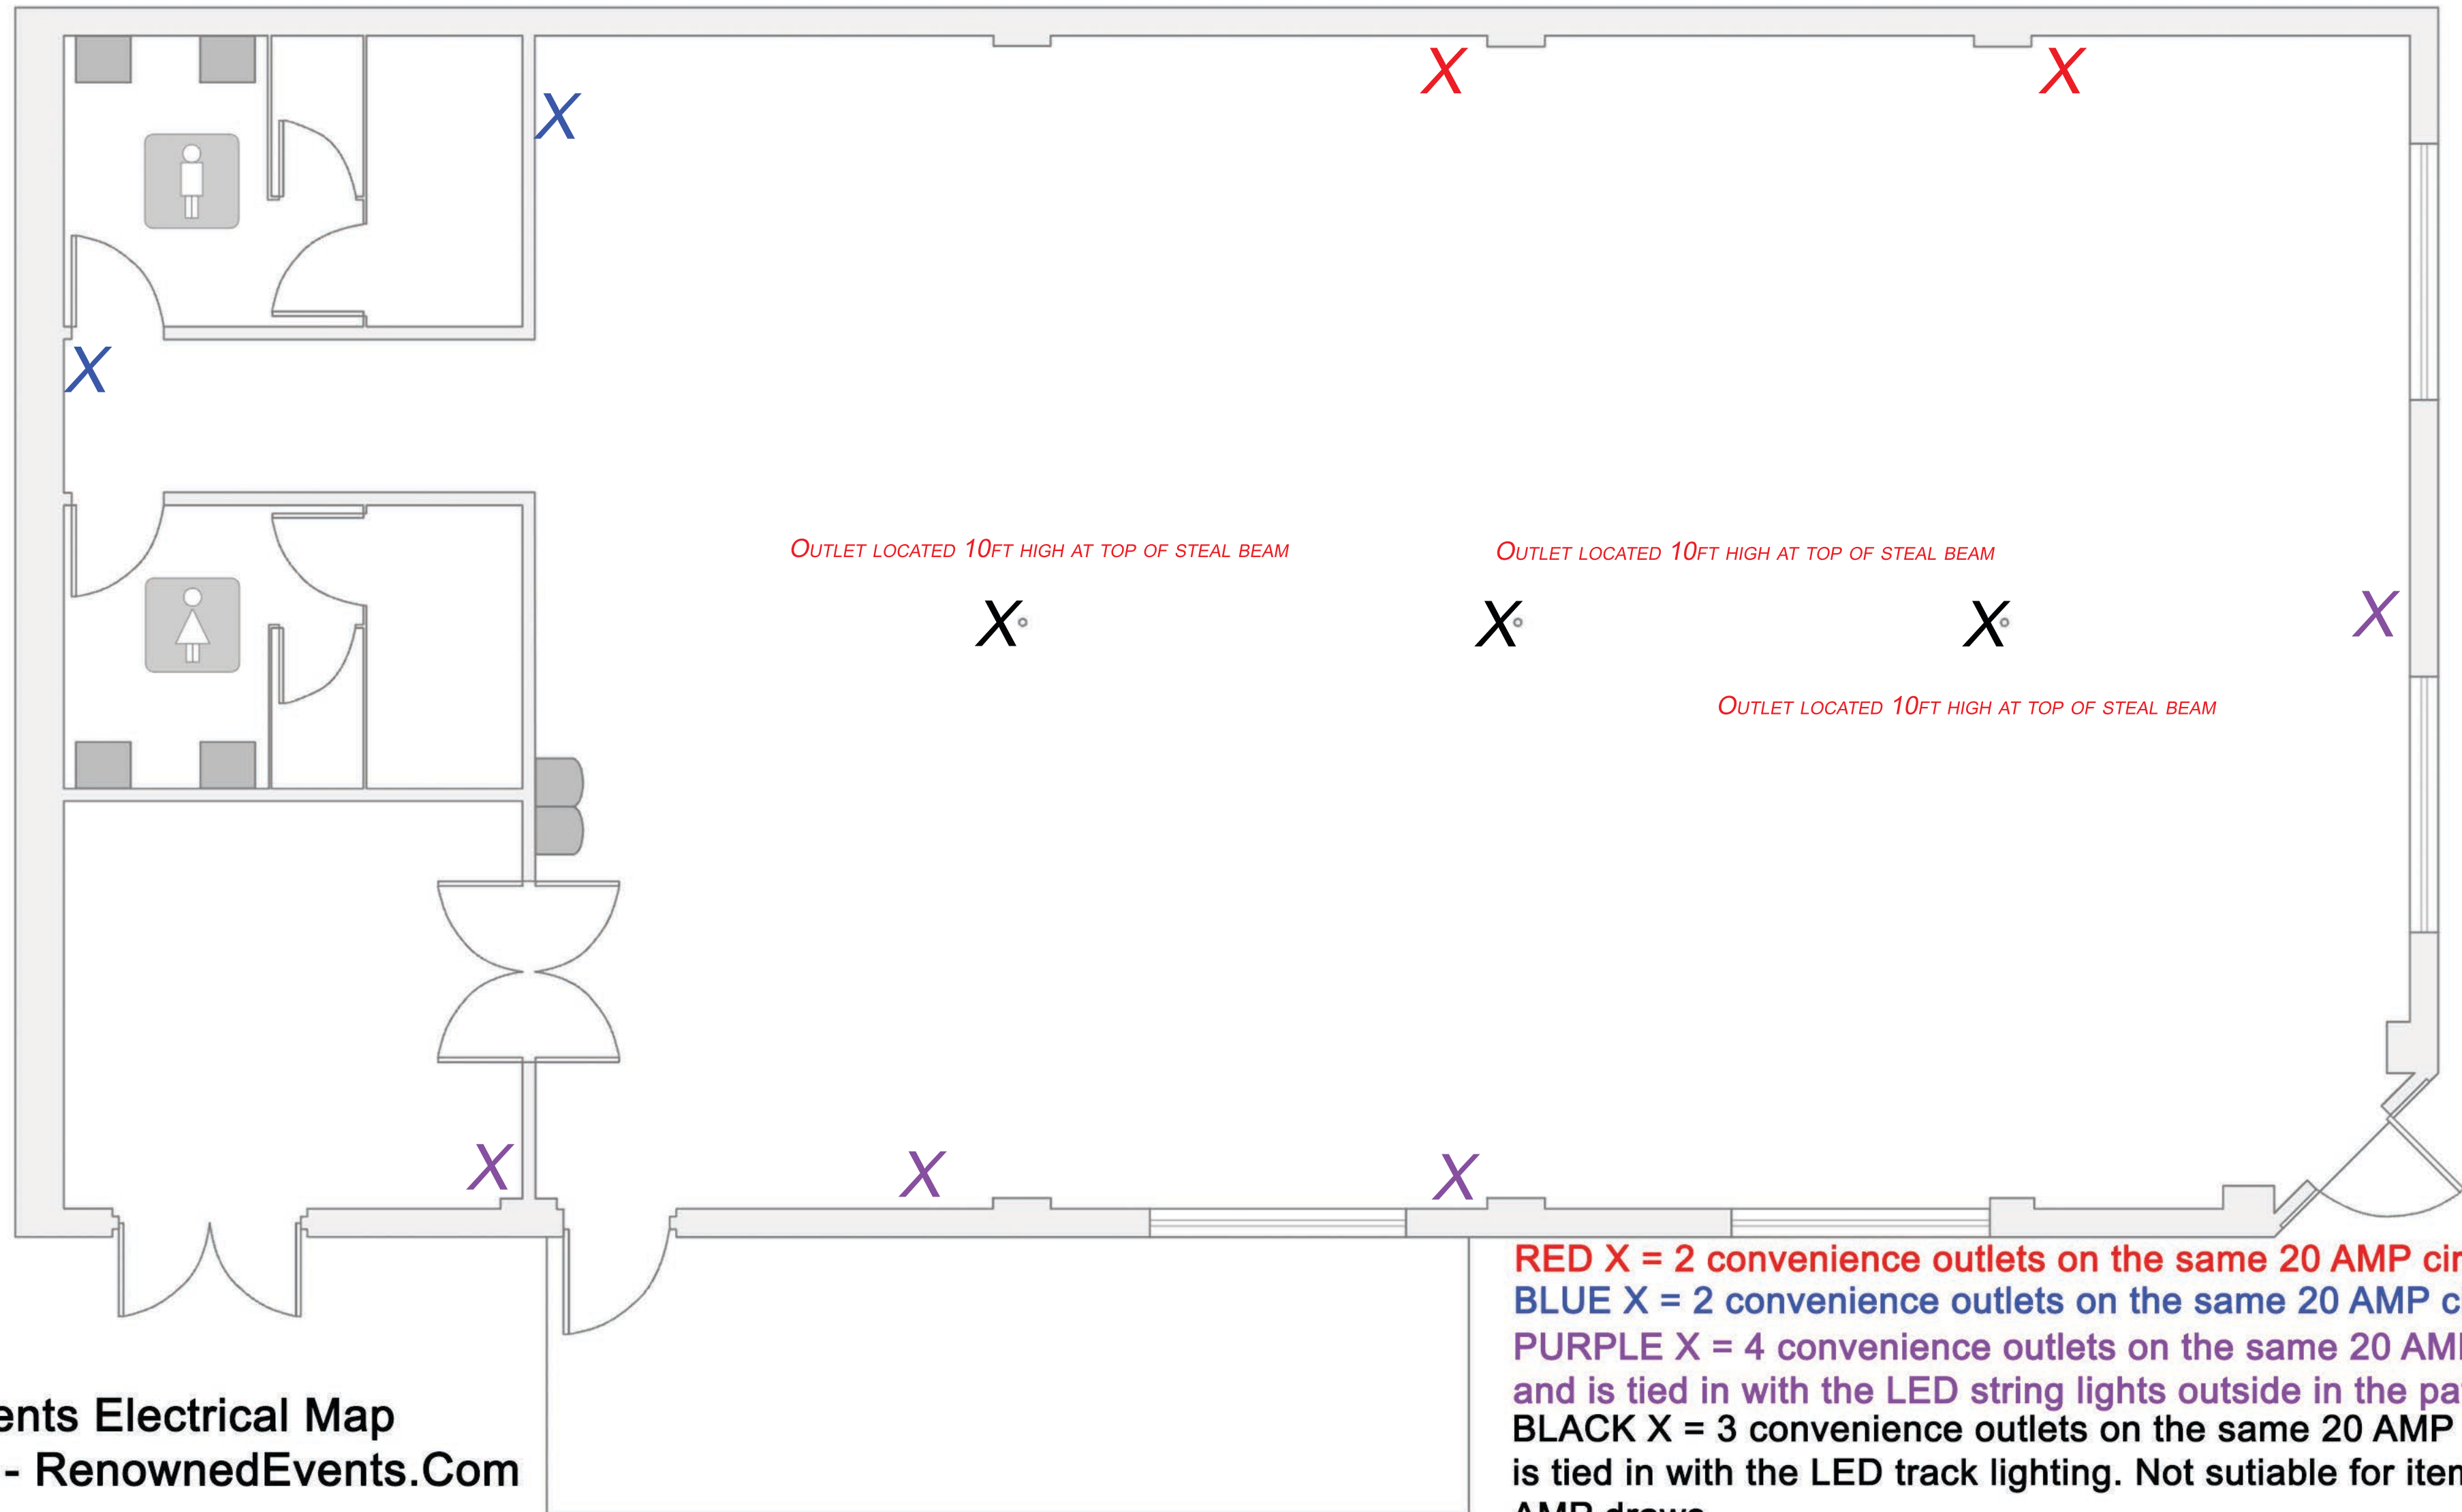 X
X
X
X
OUTLET LOCATED 10FT HIGH AT TOP OF STEAL BEAM
OUTLET LOCATED 10FT HIGH AT TOP OF STEAL BEAM
X
X
X
X
OUTLET LOCATED 10FT HIGH AT TOP OF STEAL BEAM
X
X
X
RED X = 2 convenience outlets on the same 20 AMP
BLUE X = 2 convenience outlets on the same 20 AMP
PURPLE X = 4 convenience outlets on the same 20
and is tied in with the LED string lights outside in the
BLACK X = 3 convenience outlets on the same 20 AMP
is tied in with the LED track lighting. Not sutiable for
Electrical Map
- RenownedEvents.Com